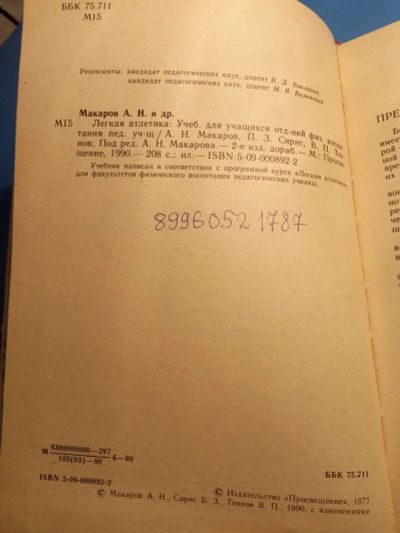 ББК 75.711
М15
Рецензенты: кандидат педагогических наук, доцент В. Д.
кандидат педагогических наук, доцент М. Я.
Макаров А. Н. и др.
М15 Легкая атлетика: Учеб. для учащихся отд-ний физ. воспи-
тания пед. уч-щ/А. Н. Макаров, П. З. Сирис, В. П. Тен-
нов; Под ред. А. Н. Макарова.— 2-е изд. дораб.— М.: Просве-
щение, 1990.— 208 с.: ил.— ISBN 5-09-000892-2
Учебник написан в соответствии с программой курса «Легкая атлетика»
для факультетов физического воспитания педагогических училищ.
89960521787
М 4308000000—297
103(03)—90
6—90
ББК 75.711
ISBN 5-09-000892-2
© Издательство «Просвещение», 1977
© Макаров А. Н., Сирис Б. З., Теннов В. П., 1990, с изменениями
ПРЕ